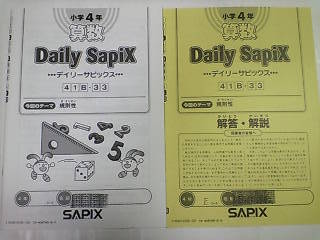 小学4年
算数
Daily SapiX
•••デイリーサピックス•••
41B-33
今回のテーマ
規則性
SAPIX
小学4年
算数
Daily SapiX
•••デイリーサピックス•••
41B-33
今回のテーマ
規則性
解答・解説
SAPIX